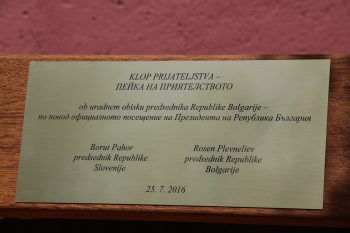 KLOP PRIJATELJSTVA –
ПЕЙКА НА ПРИЯТЕЛСТВОТО
ob uradnem obisku predsednika Republike Bolgarije –
по повод официалното посещение на Президента на Република България
Borut Pahor
predsednik Republike
Slovenije
Rosen Plevneliev
predsednik Republike
Bolgarije
25. 7. 2016